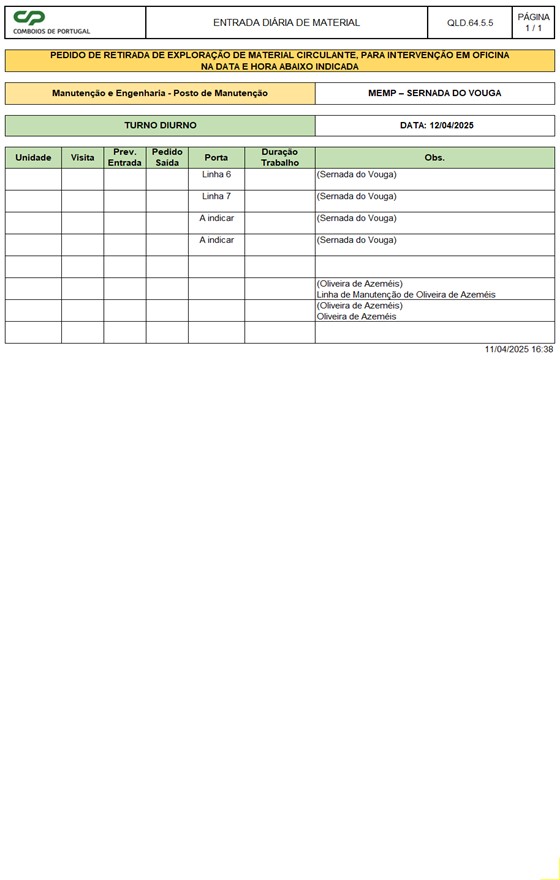 CP
COMBOIOS DE PORTUGAL
ENTRADA DIÁRIA DE MATERIAL
QLD.64.5.5
PÁGINA
1 / 1
PEDIDO DE RETIRADA DE EXPLORAÇÃO DE MATERIAL CIRCULANTE, PARA INTERVENÇÃO EM OFICINA
NA DATA E HORA ABAIXO INDICADA
Manutenção e Engenharia - Posto de Manutenção
MEMP – SERNADA DO VOUGA
TURNO DIURNO
DATA: 12/04/2025
Unidade
Visita
Prev. Entrada
Pedido Saída
Porta
Duração Trabalho
Obs.
Linha 6 (Sernada do Vouga)
Linha 7 (Sernada do Vouga)
A indicar (Sernada do Vouga)
A indicar (Sernada do Vouga)
(Oliveira de Azeméis)
Linha de Manutenção de Oliveira de Azeméis
(Oliveira de Azeméis)
Oliveira de Azeméis
11/04/2025 16:38